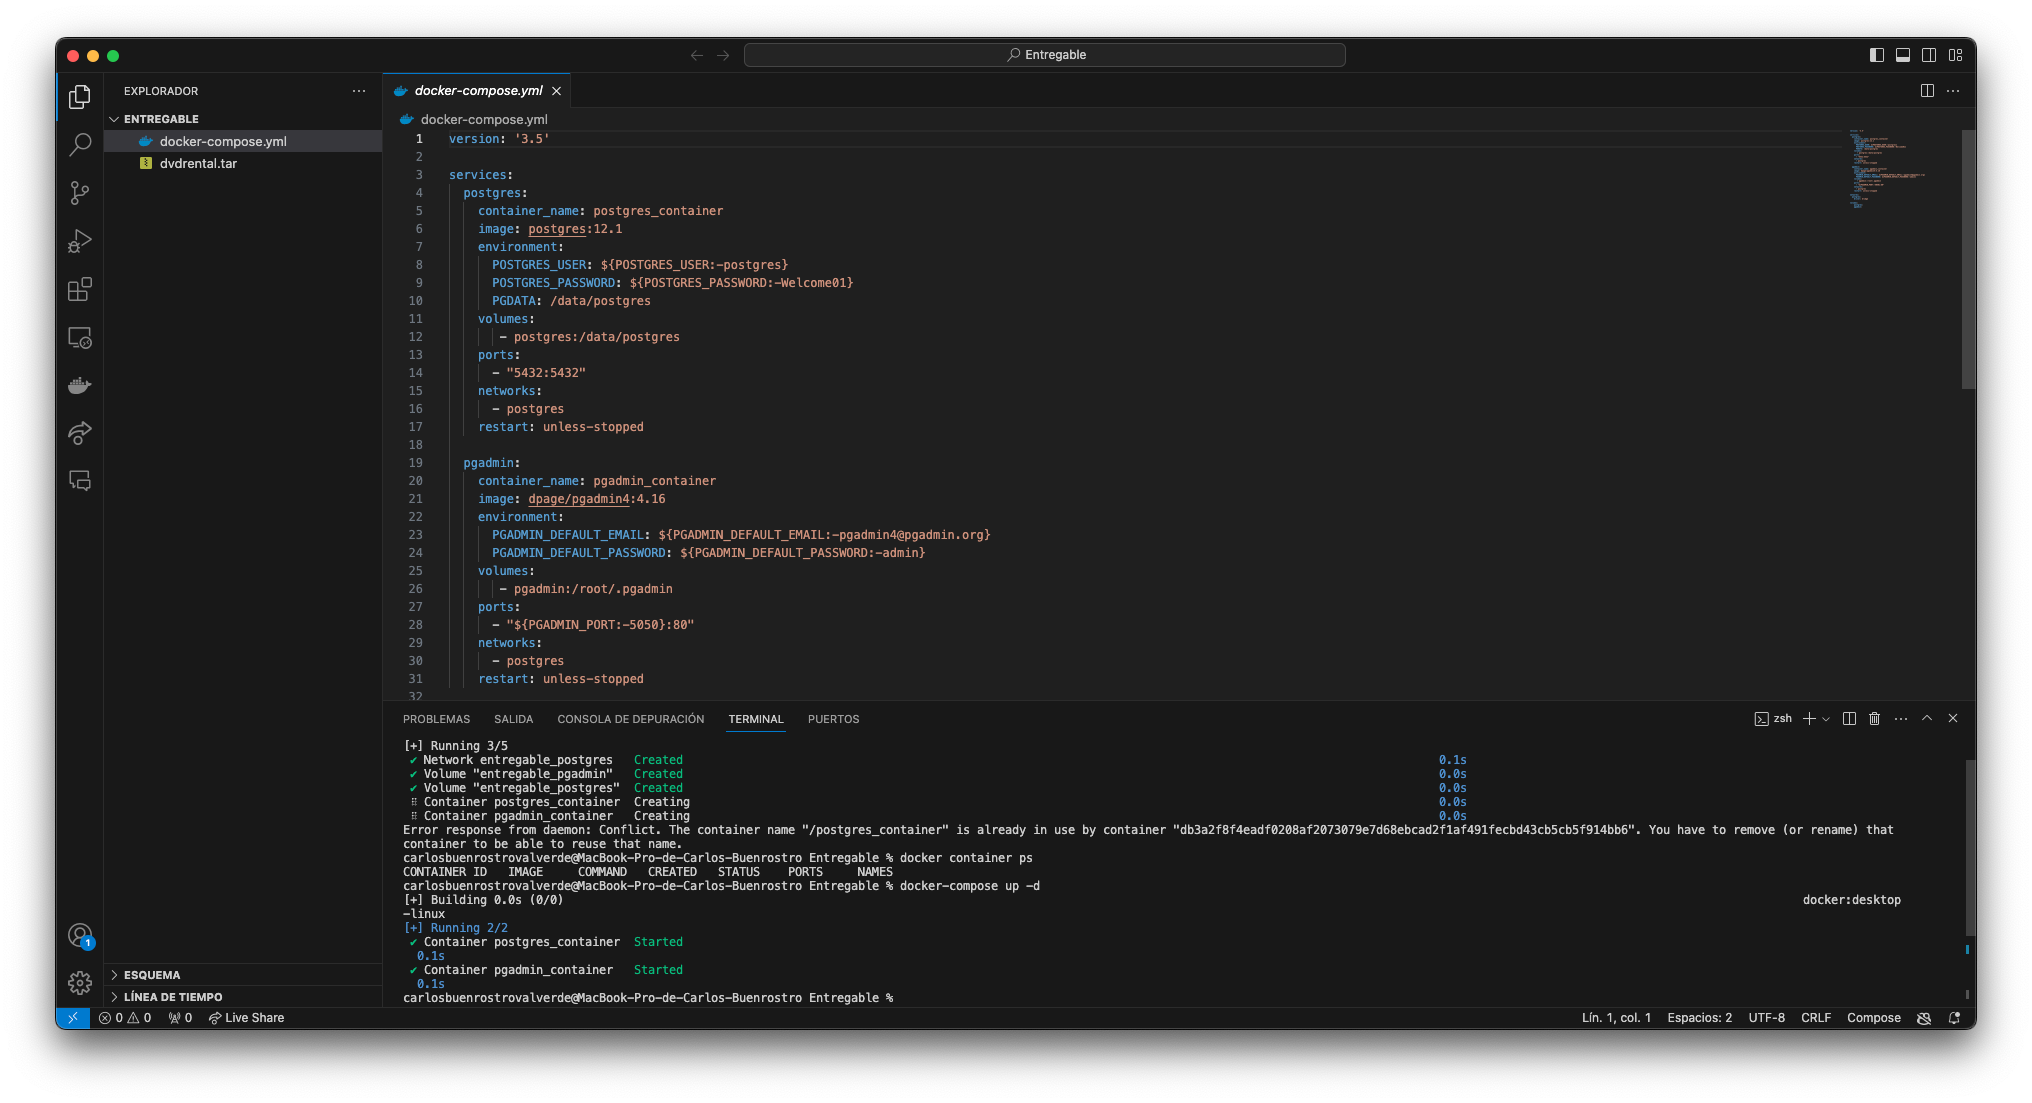 Entregable
EXPLORADOR
ENTREGABLE
docker-compose.yml
dvdrental.tar
ESQUEMA
LÍNEA DE TIEMPO
docker-compose.yml
docker-compose.yml
1 version: '3.5'
2
3 services:
4 postgres:
5 container_name: postgres_container
6 image: postgres:12.1
7 environment:
8 POSTGRES_USER: ${POSTGRES_USER:-postgres}
9 POSTGRES_PASSWORD: ${POSTGRES_PASSWORD:-Welcome01}
10 PGDATA: /data/postgres
11 volumes:
12 - postgres:/data/postgres
13 ports:
14 - "5432:5432"
15 networks:
16 - postgres
17 restart: unless-stopped
18
19 pgadmin:
20 container_name: pgadmin_container
21 image: dpage/pgadmin4:4.16
22 environment:
23 PGADMIN_DEFAULT_EMAIL: ${PGADMIN_DEFAULT_EMAIL:-pgadmin4@pgadmin.org}
24 PGADMIN_DEFAULT_PASSWORD: ${PGADMIN_DEFAULT_PASSWORD:-admin}
25 volumes:
26 - pgadmin:/root/.pgadmin
27 ports:
28 - "${PGADMIN_PORT:-5050}:80"
29 networks:
30 - postgres
31 restart: unless-stopped
32
PROBLEMAS SALIDA CONSOLA DE DEPURACIÓN TERMINAL PUERTOS zsh
[+] Running 3/5
✔ Network entregable_postgres Created 0.1s
✔ Volume "entregable_pgadmin" Created 0.0s
✔ Volume "entregable_postgres" Created 0.0s
⠿ Container postgres_container Creating 0.0s
⠿ Container pgadmin_container Creating 0.0s
Error response from daemon: Conflict. The container name "/postgres_container" is already in use by container "db3a2f8f4eadf0208af2073079e7d68ebcad2f1af491fecbd43cb5cb5f914bb6". You have to remove (or rename) that
container to be able to reuse that name.
carlosbuenrostrovalverde@MacBook-Pro-de-Carlos-Buenrostro Entregable % docker container ps
CONTAINER ID IMAGE COMMAND CREATED STATUS PORTS NAMES
carlosbuenrostrovalverde@MacBook-Pro-de-Carlos-Buenrostro Entregable % docker-compose up -d
[+] Building 0.0s (0/0) docker:desktop
-linux
[+] Running 2/2
✔ Container postgres_container Started
0.1s
✔ Container pgadmin_container Started
0.1s
carlosbuenrostrovalverde@MacBook-Pro-de-Carlos-Buenrostro Entregable %
1
0 0 0 Live Share Lín. 1, col. 1 Espacios: 2 UTF-8 CRLF Compose